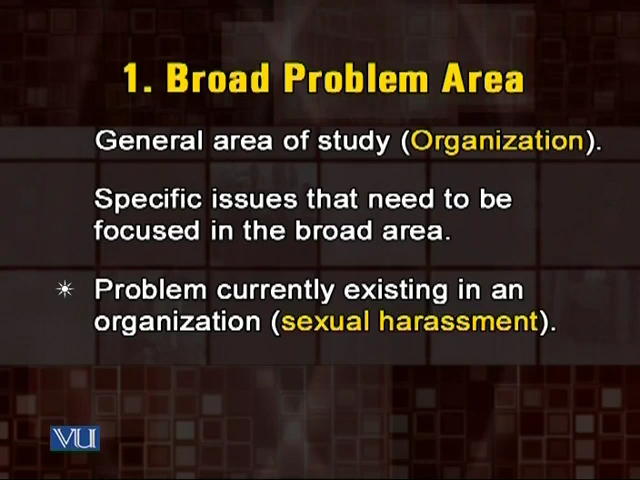 1. Broad Problem Area
General area of study (Organization).
Specific issues that need to be
focused in the broad area.
Problem currently existing in an
organization (sexual harassment).
VU